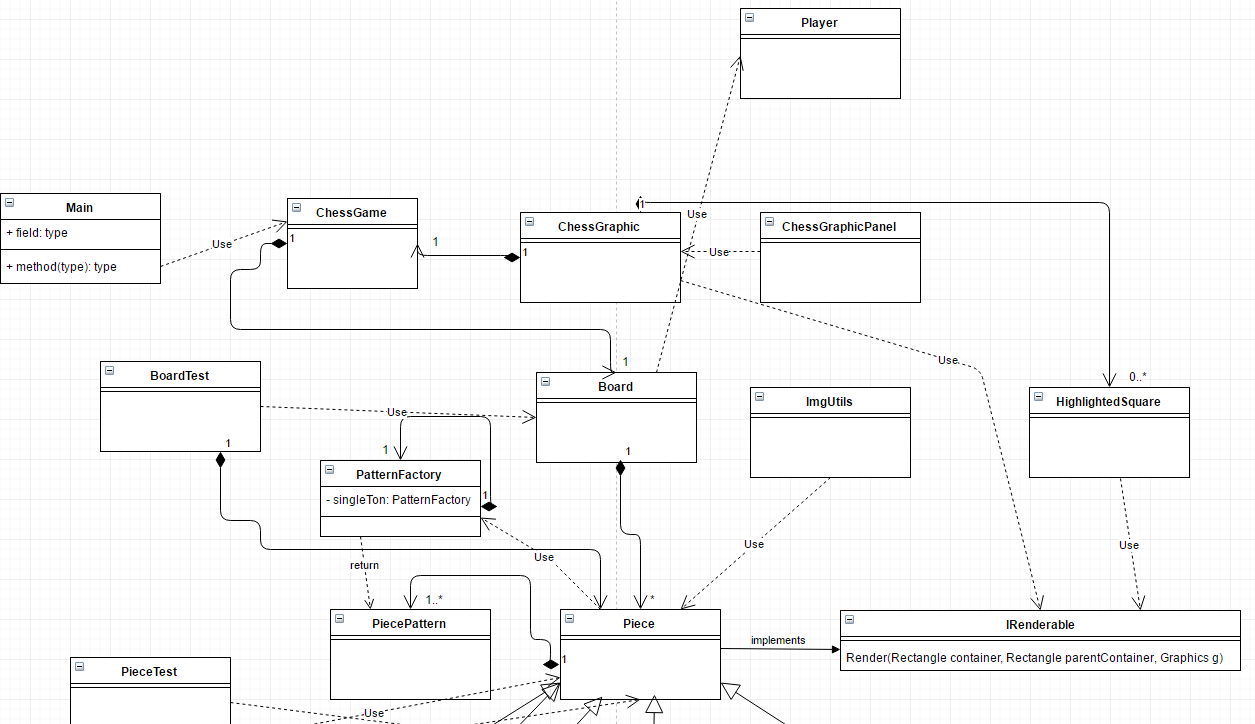 Player
Main
+ field: type
+ method(type): type
Use
ChessGame
1
1
ChessGraphic
1
1
Use
ChessGraphicPanel
Use
Use
0..*
1
BoardTest
1
Use
Board
1
ImgUtils
HighlightedSquare
1
PatternFactory
- singleTon: PatternFactory
1
return
Use
Use
Use
1..*
*
PiecePattern
Piece
1
implements
IRenderable
Render(Rectangle container, Rectangle parentContainer, Graphics g)
PieceTest
Use